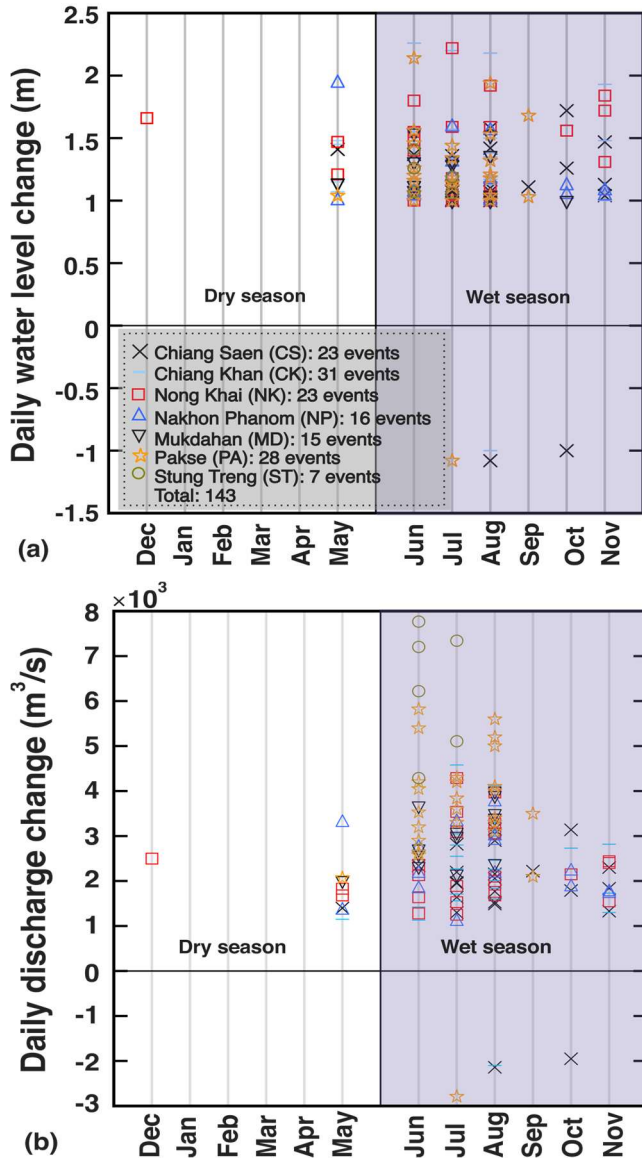 2.5
2
1.5
1
0.5
0
-0.5
-1
-1.5
Daily water level change (m)
Dry season
Wet season
Chiang Saen (CS): 23 events
Chiang Khan (CK): 31 events
Nong Khai (NK): 23 events
Nakhon Phanom (NP): 16 events
Mukdahan (MD): 15 events
Pakse (PA): 28 events
Stung Treng (ST): 7 events
Total: 143
Dec
Jan
Feb
Mar
Apr
May
Jun
Jul
Aug
Sep
Oct
Nov
(a)
×10³
8
7
6
5
4
3
2
1
0
-1
-2
-3
Daily discharge change (m³/s)
Dry season
Wet season
Dec
Jan
Feb
Mar
Apr
May
Jun
Jul
Aug
Sep
Oct
Nov
(b)